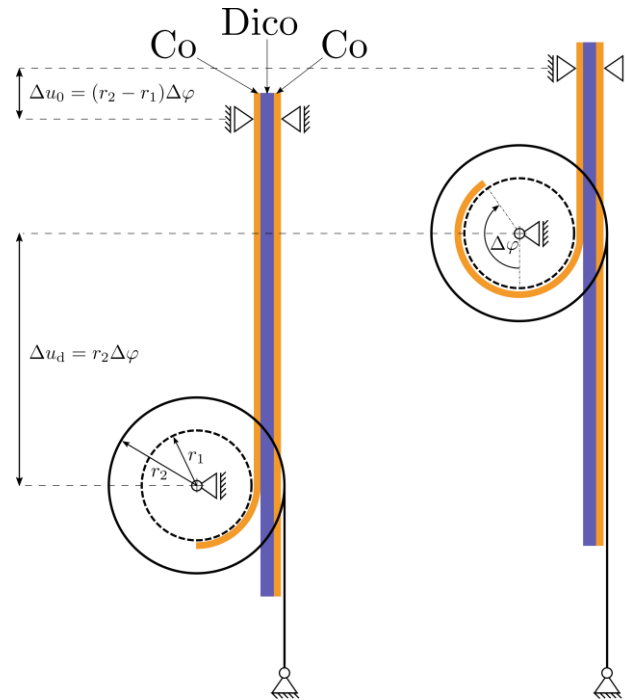 Dico
Co Co
Δu₀ = (r₂ − r₁)Δφ
Δφ
Δu_d = r₂Δφ
r₁
r₂